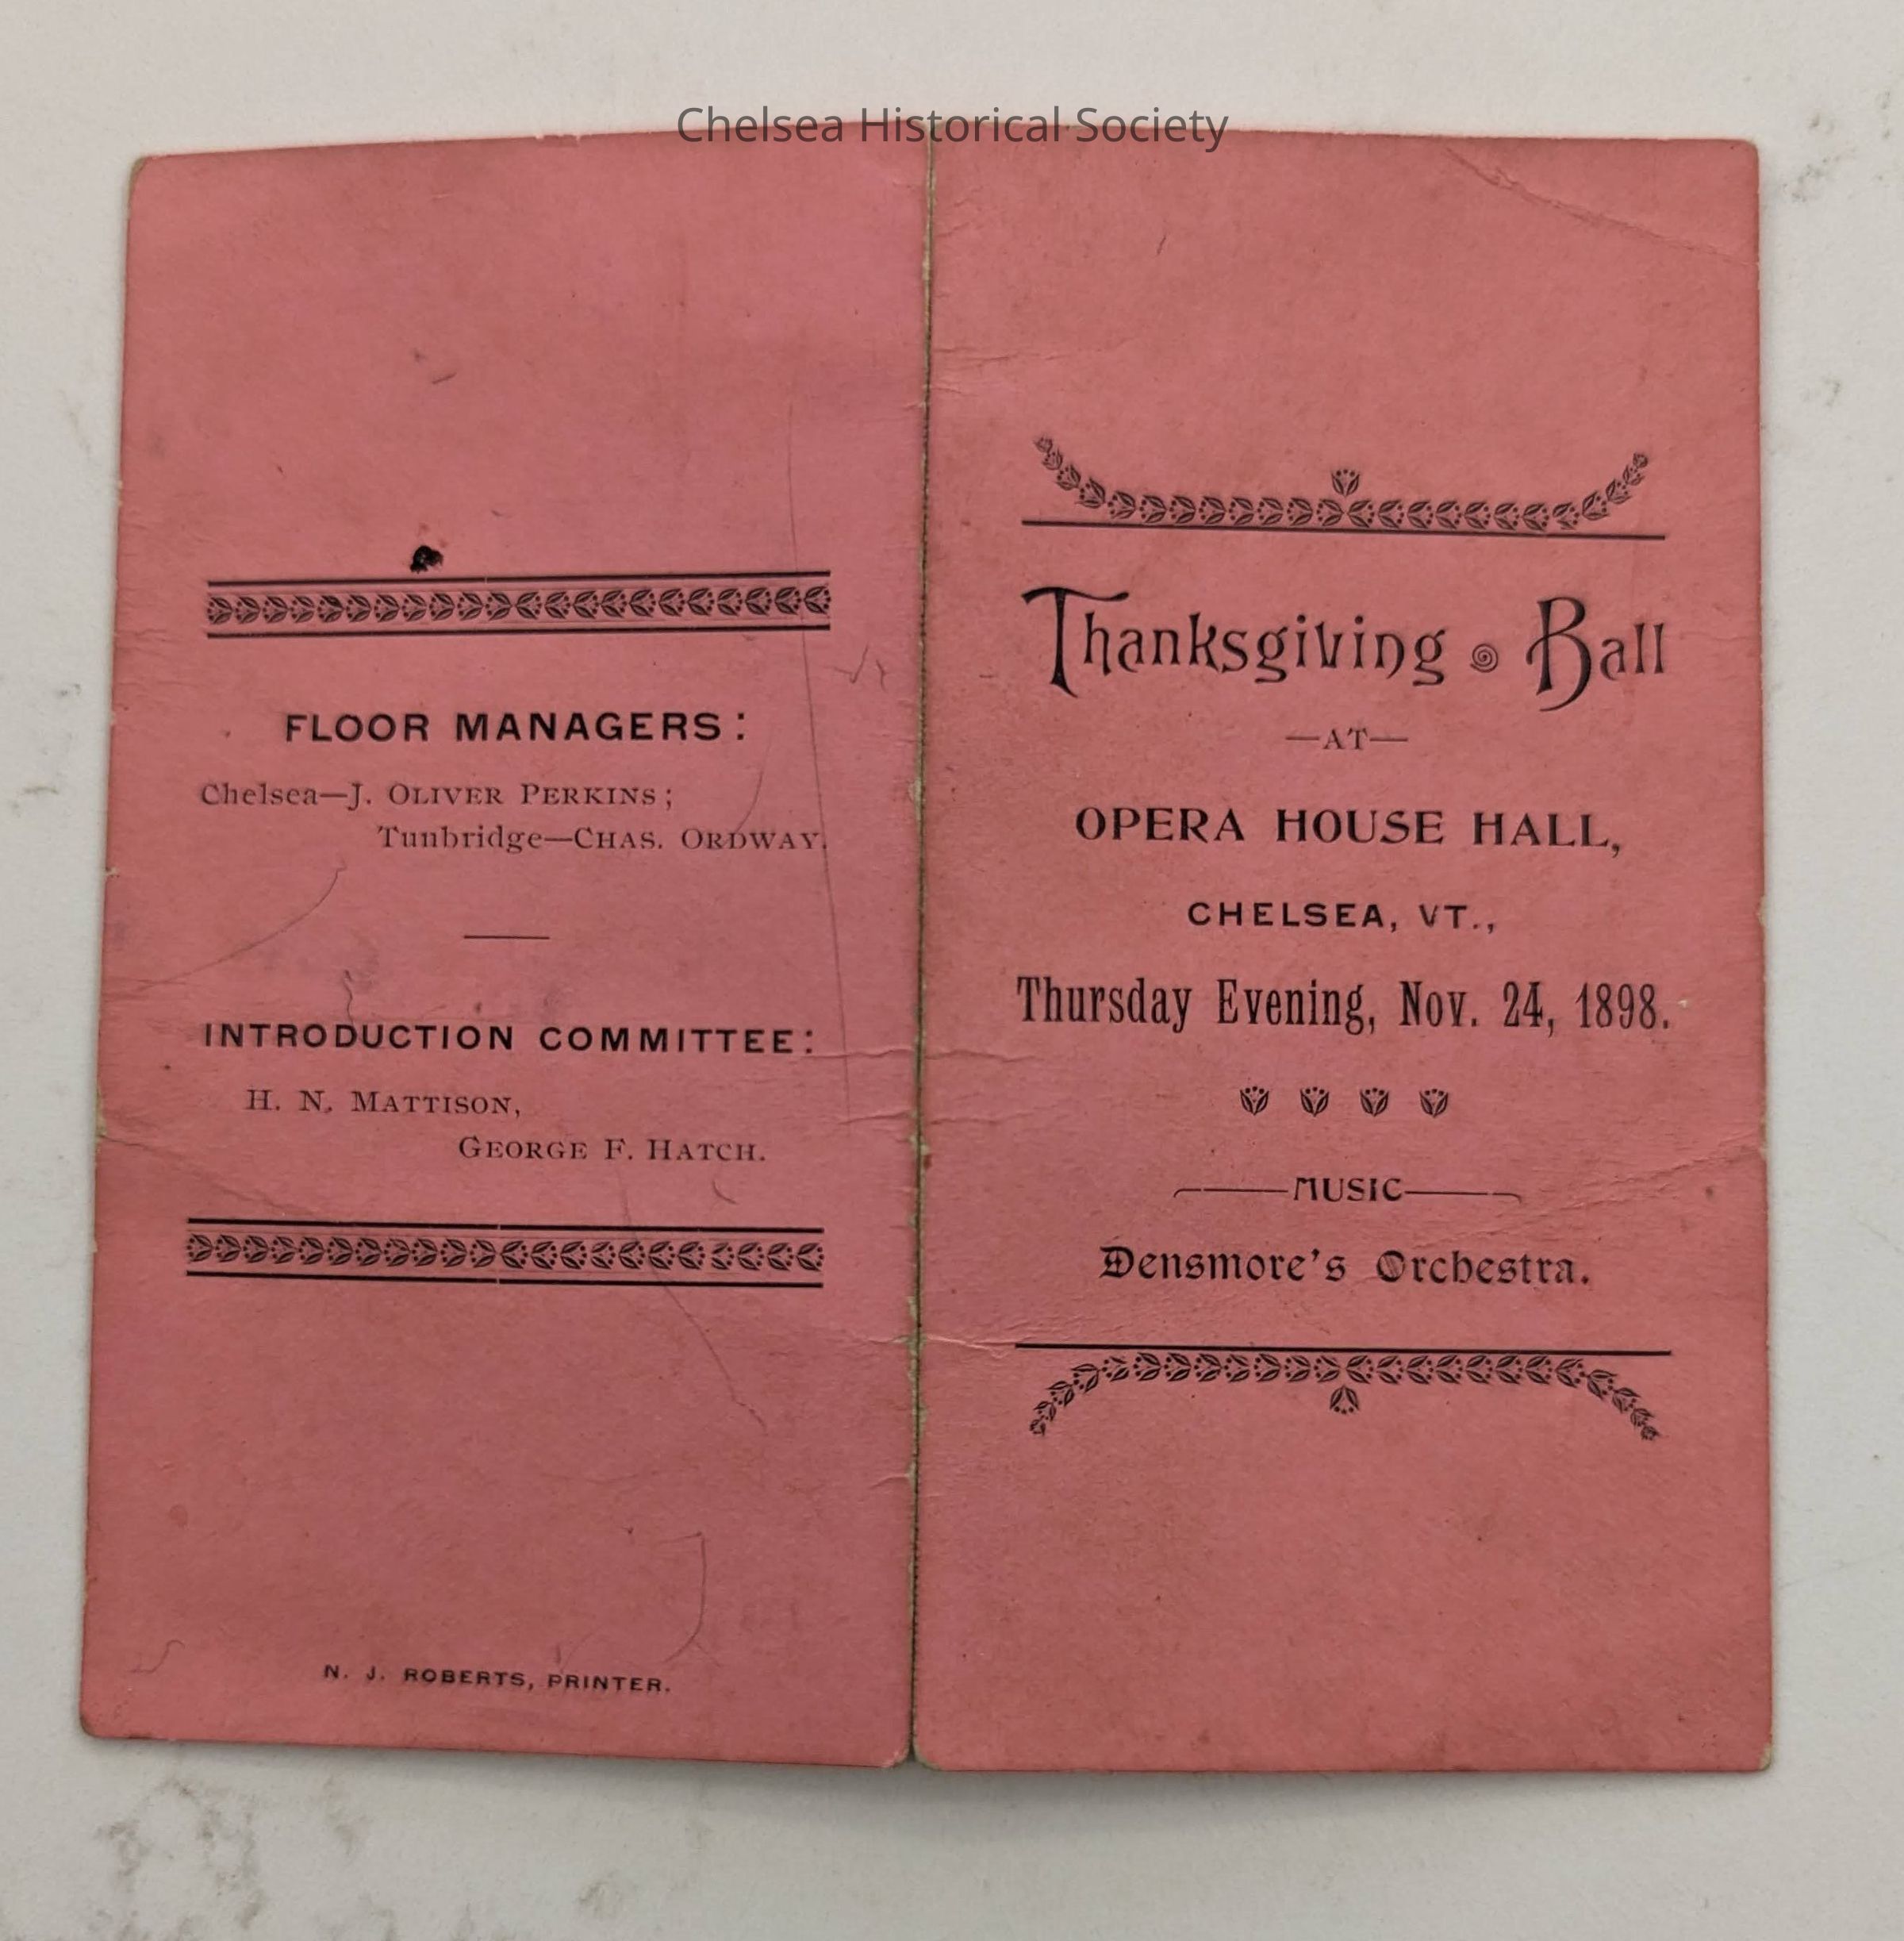 Chelsea Historical Society
FLOOR MANAGERS:
Chelsea—J. OLIVER PERKINS;
Tunbridge—CHAS. ORDWAY.
INTRODUCTION COMMITTEE:
H. N. MATTISON,
GEORGE F. HATCH.
N. J. ROBERTS, PRINTER.
Thanksgiving Ball
—AT—
OPERA HOUSE HALL,
CHELSEA, VT.,
Thursday Evening, Nov. 24, 1898.
MUSIC
Densmore's Orchestra.